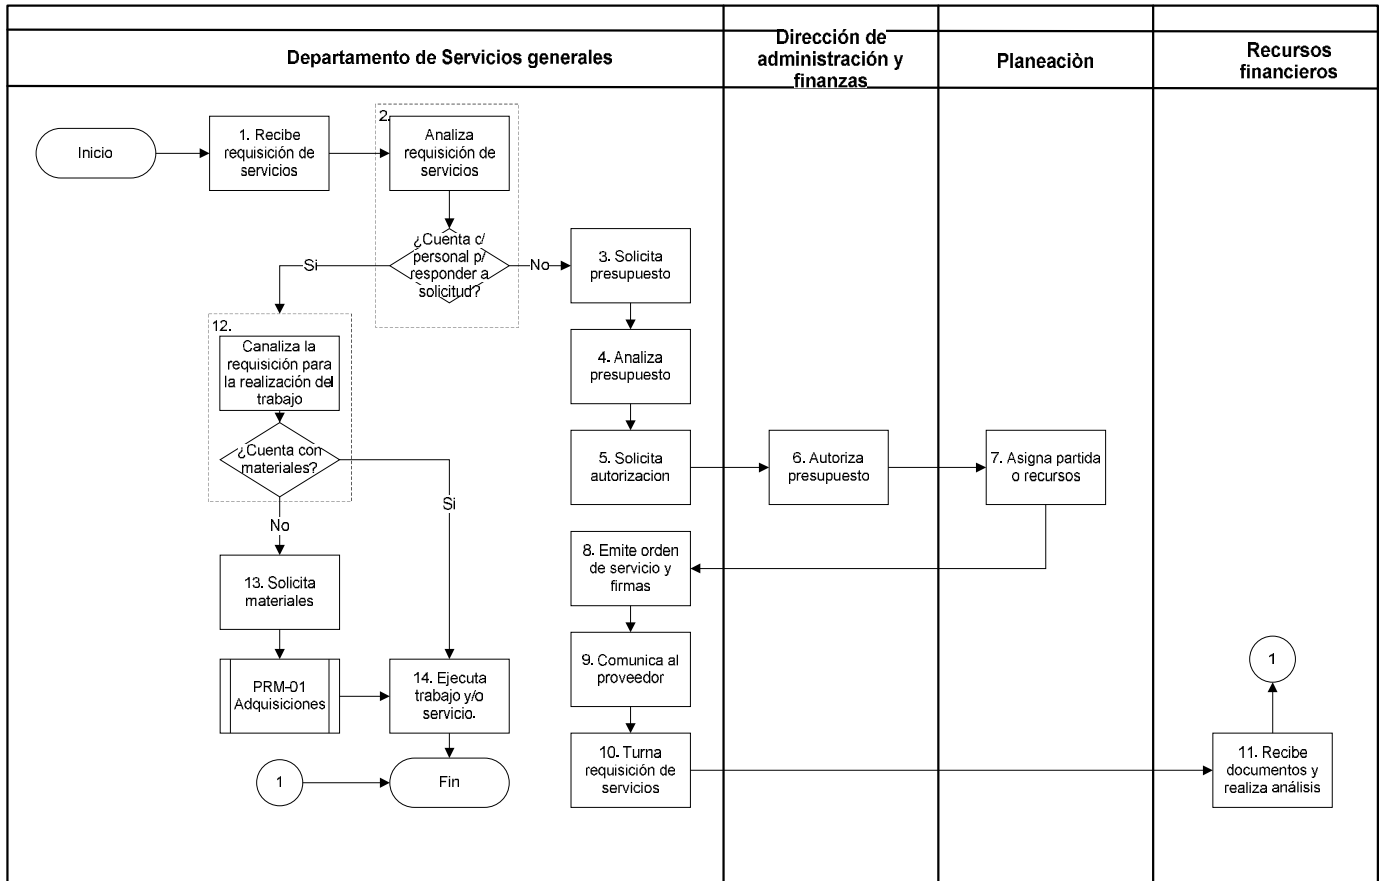 Departamento de Servicios generales
Dirección de
administración y
finanzas
Planeaciòn
Recursos
financieros
Inicio
1. Recibe
requisición de
servicios
2.
Analiza
requisición de
servicios
¿Cuenta c/
personal p/
responder a
solicitud?
Si
No
3. Solicita
presupuesto
12.
Canaliza la
requisición para
la realización del
trabajo
4. Analiza
presupuesto
¿Cuenta con
materiales?
5. Solicita
autorizacion
6. Autoriza
presupuesto
7. Asigna partida
o recursos
Si
No
8. Emite orden
de servicio y
firmas
13. Solicita
materiales
9. Comunica al
proveedor
1
PRM-01
Adquisiciones
14. Ejecuta
trabajo y/o
servicio.
10. Turna
requisición de
servicios
11. Recibe
documentos y
realiza análisis
1
Fin